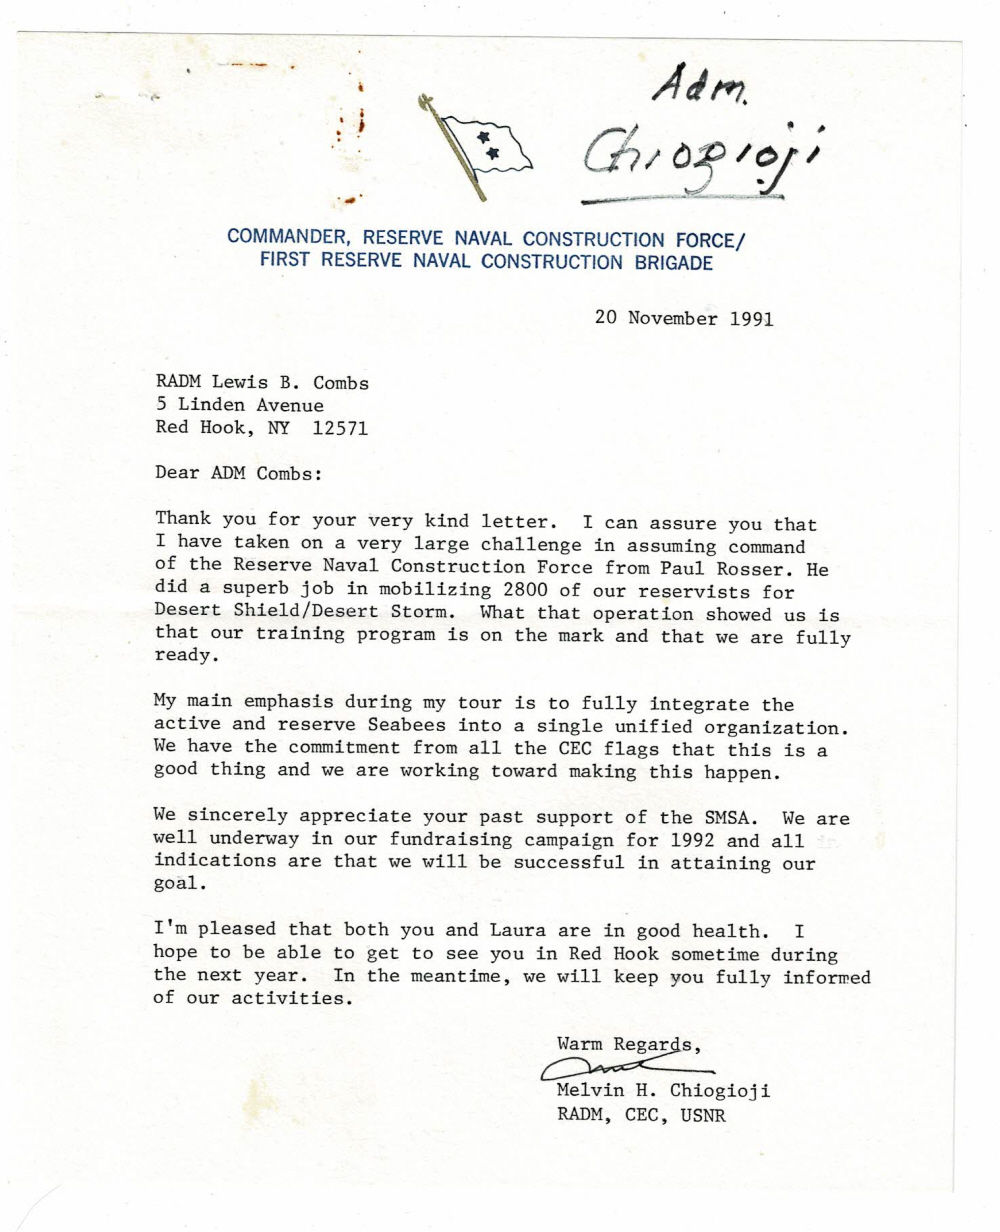 Adm.
Chiogioji
COMMANDER, RESERVE NAVAL CONSTRUCTION FORCE/
FIRST RESERVE NAVAL CONSTRUCTION BRIGADE
20 November 1991
RADM Lewis B. Combs
5 Linden Avenue
Red Hook, NY 12571
Dear ADM Combs:
Thank you for your very kind letter. I can assure you that
I have taken on a very large challenge in assuming command
of the Reserve Naval Construction Force from Paul Rosser. He
did a superb job in mobilizing 2800 of our reservists for
Desert Shield/Desert Storm. What that operation showed us is
that our training program is on the mark and that we are fully
ready.
My main emphasis during my tour is to fully integrate the
active and reserve Seabees into a single unified organization.
We have the commitment from all the CEC flags that this is a
good thing and we are working toward making this happen.
We sincerely appreciate your past support of the SMSA. We are
well underway in our fundraising campaign for 1992 and all
indications are that we will be successful in attaining our
goal.
I'm pleased that both you and Laura are in good health. I
hope to be able to get to see you in Red Hook sometime during
the next year. In the meantime, we will keep you fully informed
of our activities.
Warm Regards,
Melvin H. Chiogioji
RADM, CEC, USNR